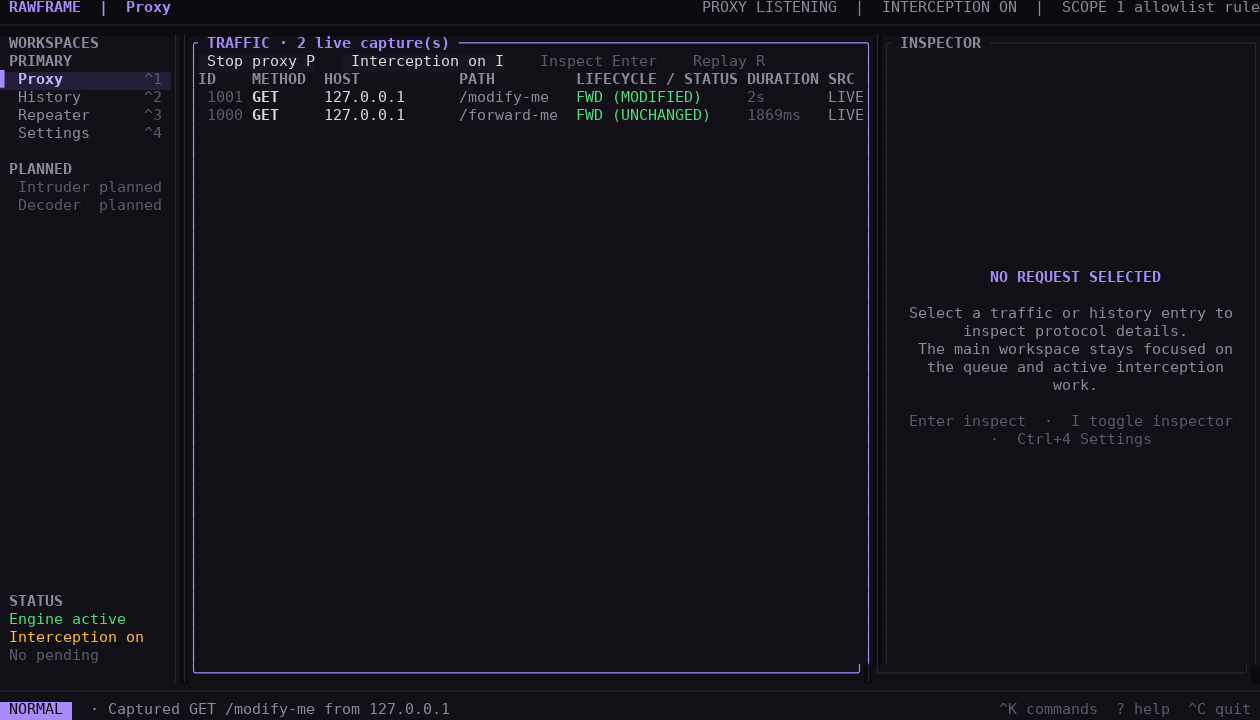 RAWFRAME | Proxy PROXY LISTENING | INTERCEPTION ON | SCOPE 1 allowlist rule
WORKSPACES
PRIMARY
Proxy ^1
History ^2
Repeater ^3
Settings ^4
PLANNED
Intruder planned
Decoder planned
STATUS
Engine active
Interception on
No pending
TRAFFIC · 2 live capture(s)
Stop proxy P Interception on I Inspect Enter Replay R
ID METHOD HOST PATH LIFECYCLE / STATUS DURATION SRC
1001 GET 127.0.0.1 /modify-me FWD (MODIFIED) 2s LIVE
1000 GET 127.0.0.1 /forward-me FWD (UNCHANGED) 1869ms LIVE
INSPECTOR
NO REQUEST SELECTED
Select a traffic or history entry to
inspect protocol details.
The main workspace stays focused on
the queue and active interception
work.
Enter inspect · I toggle inspector
· Ctrl+4 Settings
NORMAL · Captured GET /modify-me from 127.0.0.1 ^K commands ? help ^C quit